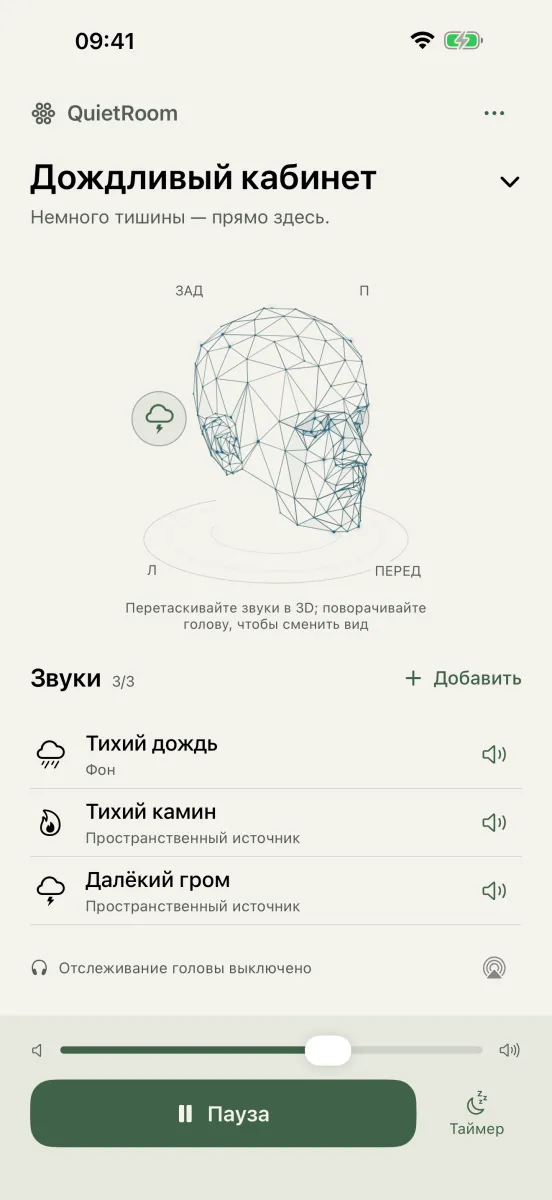 09:41
QuietRoom
Дождливый кабинет
Немного тишины — прямо здесь.
ЗАД
П
Л
ПЕРЕД
Перетаскивайте звуки в 3D; поворачивайте
голову, чтобы сменить вид
Звуки 3/3
+ Добавить
Тихий дождь
Фон
Тихий камин
Пространственный источник
Далёкий гром
Пространственный источник
Отслеживание головы выключено
Пауза
Таймер